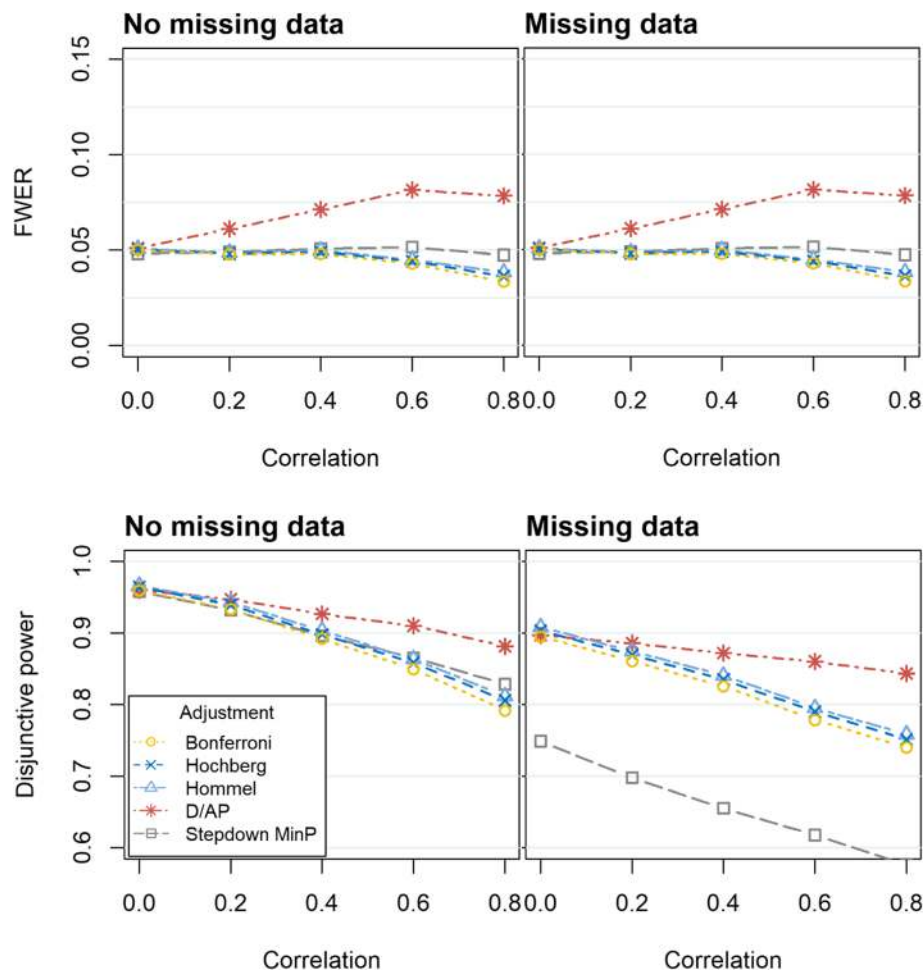 No missing data
Missing data
FWER
0.15
0.10
0.05
0.00
0.0 0.2 0.4 0.6 0.8
0.0 0.2 0.4 0.6 0.8
Correlation
Correlation
No missing data
Missing data
Disjunctive power
1.0
0.9
0.8
0.7
0.6
Adjustment
Bonferroni
Hochberg
Hommel
D/AP
Stepdown MinP
0.0 0.2 0.4 0.6 0.8
0.0 0.2 0.4 0.6 0.8
Correlation
Correlation